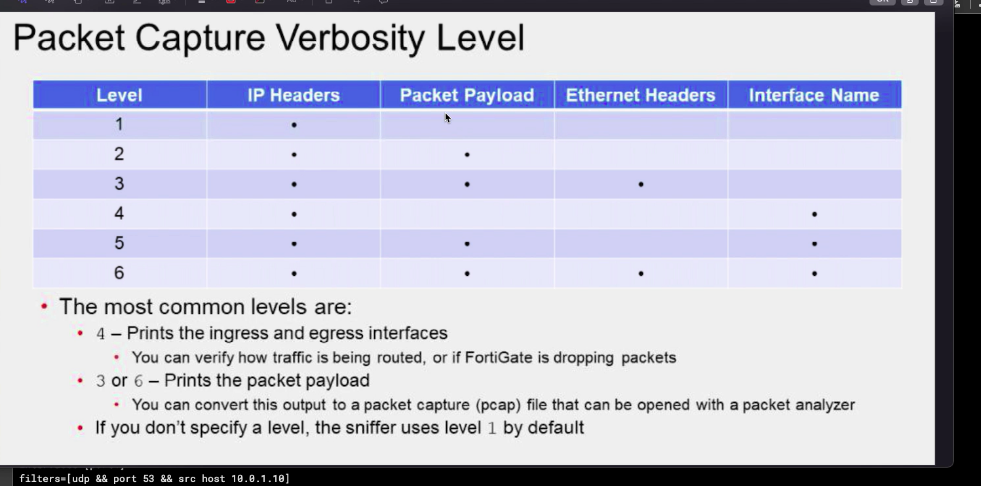 Packet Capture Verbosity Level
Level IP Headers Packet Payload Ethernet Headers Interface Name
1 •
2 • •
3 • • •
4 • •
5 • • •
6 • • • •
• The most common levels are:
• 4 – Prints the ingress and egress interfaces
• You can verify how traffic is being routed, or if FortiGate is dropping packets
• 3 or 6 – Prints the packet payload
• You can convert this output to a packet capture (pcap) file that can be opened with a packet analyzer
• If you don't specify a level, the sniffer uses level 1 by default
filters=[udp && port 53 && src host 10.0.1.10]